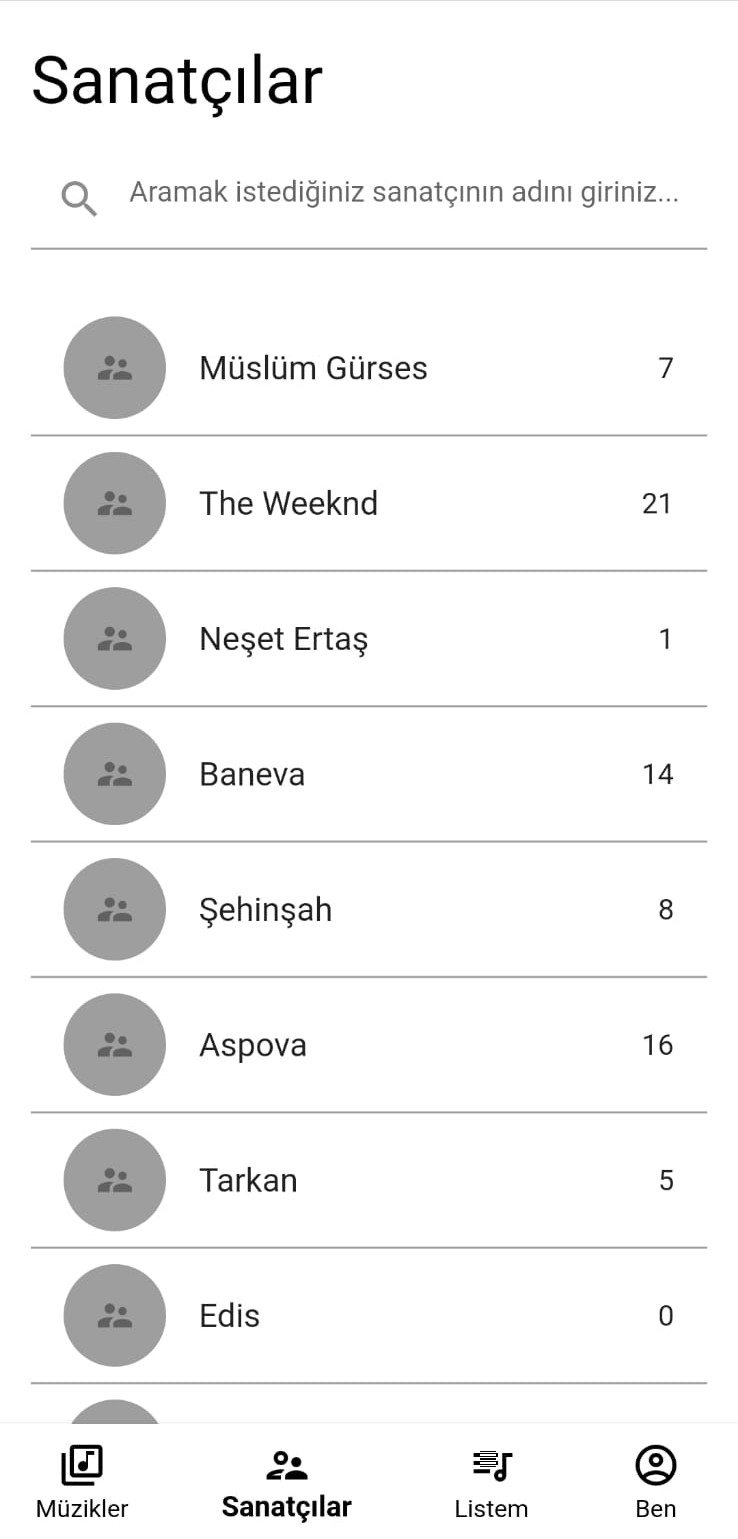 Sanatçılar
Aramak istediğiniz sanatçının adını giriniz...
Müslüm Gürses 7
The Weeknd 21
Neşet Ertaş 1
Baneva 14
Şehinşah 8
Aspova 16
Tarkan 5
Edis 0
Müzikler Sanatçılar Listem Ben